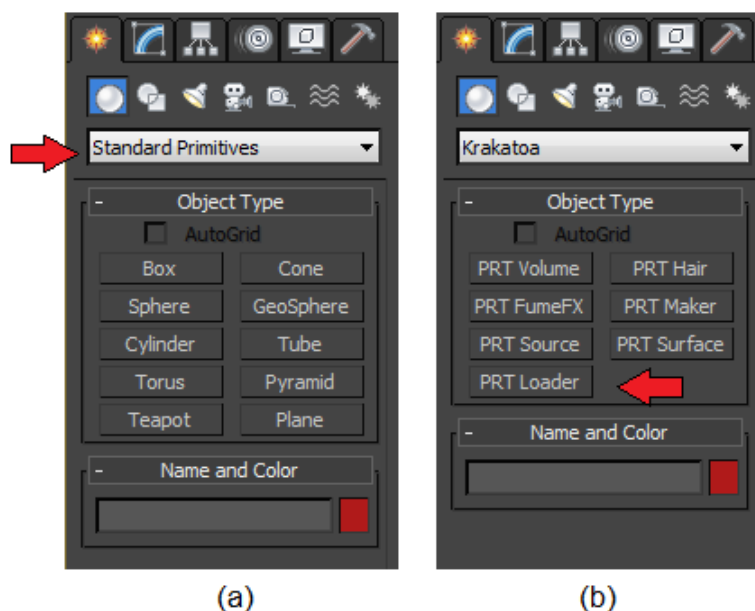 Standard Primitives
- Object Type
AutoGrid
Box Cone
Sphere GeoSphere
Cylinder Tube
Torus Pyramid
Teapot Plane
- Name and Color
(a)
Krakatoa
- Object Type
AutoGrid
PRT Volume PRT Hair
PRT FumeFX PRT Maker
PRT Source PRT Surface
PRT Loader
- Name and Color
(b)